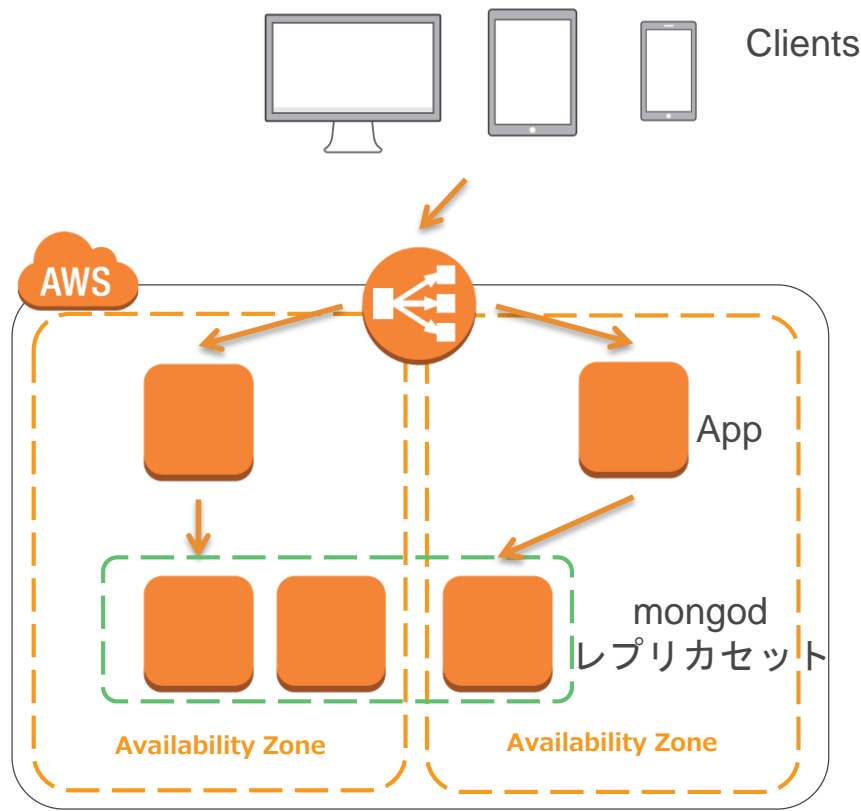 Clients
AWS
App
mongod
レプリカセット
Availability Zone
Availability Zone